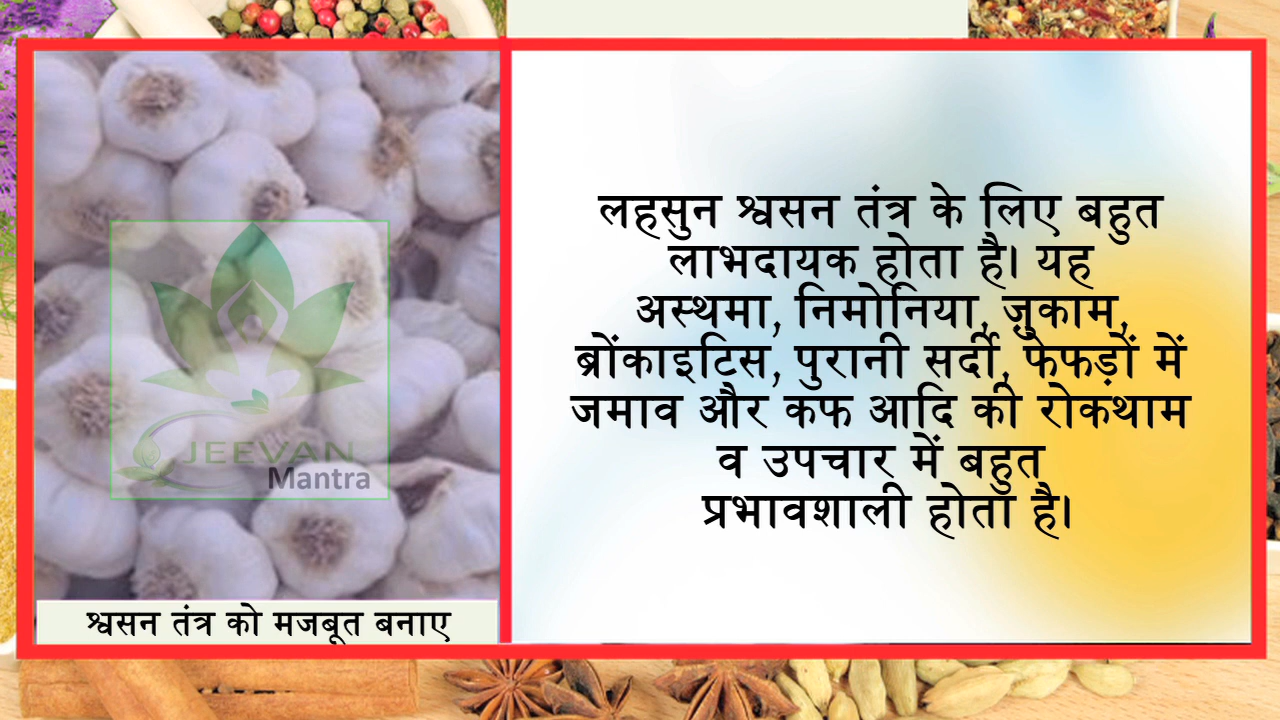 JEEVAN
Mantra
श्वसन तंत्र को मजबूत बनाए
लहसुन श्वसन तंत्र के लिए बहुत
लाभदायक होता है। यह
अस्थमा, निमोनिया, ज़ुकाम,
ब्रोंकाइटिस, पुरानी सर्दी, फेफड़ों में
जमाव और कफ आदि की रोकथाम
व उपचार में बहुत
प्रभावशाली होता है।